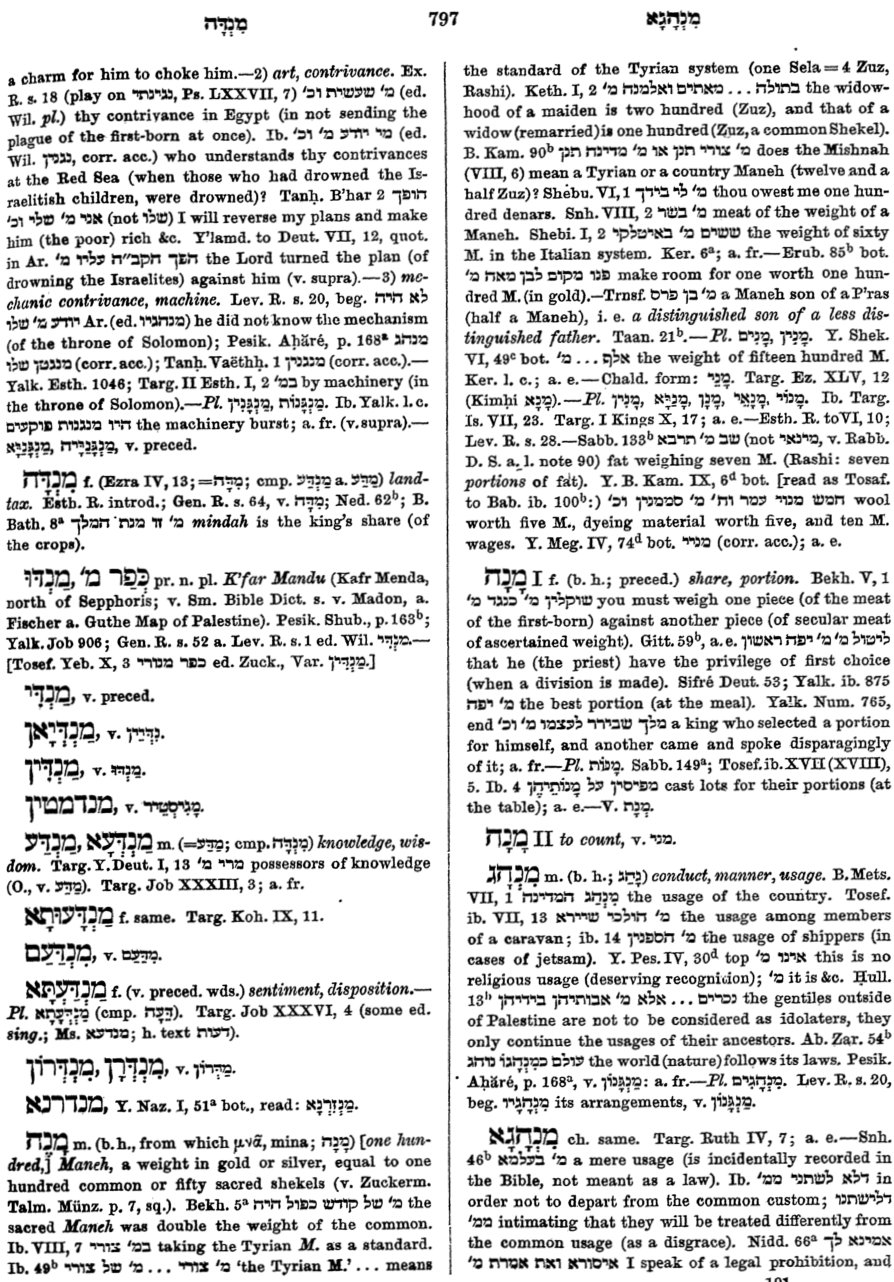 מִנְדָּה 797 מִנְהָגָא
a charm for him to choke him.—2) art, contrivance. Ex.
R. s. 18 (play on נגינתי, Ps. LXXVII, 7) מ׳ שעשית וכ׳ (ed.
Wil. pl.) thy contrivance in Egypt (in not sending the
plague of the first-born at once). Ib. מי יודע מ׳ וכ׳ (ed.
Wil. נגנין, corr. acc.) who understands thy contrivances
at the Red Sea (when those who had drowned the Is-
raelitish children, were drowned)? Tanḥ. B'har 2 הופך
אני מ׳ שלי וכ׳ (not שלו) I will reverse my plans and make
him (the poor) rich &c. Y'lamd. to Deut. VII, 12, quot.
in Ar. הפך הקב״ה עליו מ׳ the Lord turned the plan (of
drowning the Israelites) against him (v. supra).—3) me-
chanic contrivance, machine. Lev. R. s. 20, beg. לא היה
יודע מ׳ שלו Ar. (ed. מנהגיו) he did not know the mechanism
(of the throne of Solomon); Pesik. Aḥăré, p. 168ª מנהג
שלו מנגטן (corr. acc.); Tanḥ. Vaëthḥ. 1 מנגנין (corr. acc.).—
Yalk. Esth. 1046; Targ. II Esth. I, 2 במ׳ by machinery (in
the throne of Solomon).—Pl. מַנְגָּנוֹת, מַנְגָּנִין. Ib. Yalk. l. c.
היו מנגנות פוקעים the machinery burst; a. fr. (v. supra).—
מַנְגָּנַיָּיה, מַנְגָּנַיָּא, v. preced.
מִנְדָּה f. (Ezra IV, 13; =מִדָּה; cmp. מַנְדַּע a. מַדַּע) land-
tax. Esth. R. introd.; Gen. R. s. 64, v. מִדָּה; Ned. 62ᵇ; B.
Bath. 8ª מ׳ זו מנת המלך mindah is the king's share (of
the crops).
מַנְדּוּ, כְּפַר מ׳ pr. n. pl. K'far Mandu (Kafr Menda,
north of Sepphoris; v. Sm. Bible Dict. s. v. Madon, a.
Fischer a. Guthe Map of Palestine). Pesik. Shub., p. 163ᵇ;
Yalk. Job 906; Gen. R. s. 52 a. Lev. R. s. 1 ed. Wil. מַנְדֵּי.—
[Tosef. Yeb. X, 3 כפר מנורי ed. Zuck., Var. מַנְדִּין.]
מַנְדֵּי, v. preced.
מַנְדְּיָאן, v. נִדְיָין.
מַנְדִּין, v. מַנְדּוּ.
מנדמטין, v. מָגִיסְטֵיר.
מַנְדַּע, מַנְדְּעָא m. (=מַדַּע; cmp. מִנְדָּה) knowledge, wis-
dom. Targ. Y. Deut. I, 13 מרי מ׳ possessors of knowledge
(O., v. מַדַּע). Targ. Job XXXIII, 3; a. fr.
מַנְדְּעוּתָא f. same. Targ. Koh. IX, 11.
מִנְדַּעַם, v. מִדַּעַם.
מַנְדַּעְתָּא f. (v. preced. wds.) sentiment, disposition.—
Pl. מַנְדְּעָתָא (cmp. דֵּעָה). Targ. Job XXXVI, 4 (some ed.
sing.; Ms. מנדעא; h. text דעות).
מִנְדְּרוֹן, מִנְדְּרָן, v. מִדְרוֹן.
מנדרנא, Y. Naz. I, 51ª bot., read: מַנְזְרָנָא.
מָנֶה m. (b. h., from which μνᾶ, mina; מָנָה) [one hun-
dred,] Maneh, a weight in gold or silver, equal to one
hundred common or fifty sacred shekels (v. Zuckerm.
Talm. Münz. p. 7, sq.). Bekh. 5ª מ׳ של קודש כפול היה the
sacred Maneh was double the weight of the common.
Ib. VIII, 7 במ׳ צורי taking the Tyrian M. as a standard.
Ib. 49ᵇ מ׳ צורי ... מ׳ של צורי 'the Tyrian M.' ... means
the standard of the Tyrian system (one Sela = 4 Zuz,
Rashi). Keth. I, 2 בתולה ... מאתים ואלמנה מ׳ the widow-
hood of a maiden is two hundred (Zuz), and that of a
widow (remarried) is one hundred (Zuz, a common Shekel).
B. Kam. 90ᵇ מ׳ צורי תנן או מ׳ מדינה תנן does the Mishnah
(VIII, 6) mean a Tyrian or a country Maneh (twelve and a
half Zuz)? Shebu. VI, 1 מ׳ לי בידך thou owest me one hun-
dred denars. Snh. VIII, 2 מ׳ בשר meat of the weight of a
Maneh. Shebi. I, 2 ששים מ׳ באיטלקי the weight of sixty
M. in the Italian system. Ker. 6ª; a. fr.—Erub. 85ᵇ bot.
פנו מקום לבן מאה מ׳ make room for one worth one hun-
dred M. (in gold).—Trnsf. מ׳ בן פרס a Maneh son of a P'ras
(half a Maneh), i. e. a distinguished son of a less dis-
tinguished father. Taan. 21ᵇ.—Pl. מָנִים, מָנִין. Y. Shek.
VI, 49ᶜ bot. אלף ... מ׳ the weight of fifteen hundred M.
Ker. l. c.; a. e.—Chald. form: מָנֵי. Targ. Ez. XLV, 12
(Kimḥi מָנָא).—Pl. מָנִין, מָנַיָּא, מָנָן, מָנָאֵי, מָנוֹי. Ib. Targ.
Is. VII, 23. Targ. I Kings X, 17; a. e.—Esth. R. to VI, 10;
Lev. R. s. 28.—Sabb. 133ᵇ שב מ׳ תרבא (not מינאי, v. Rabb.
D. S. a. l. note 90) fat weighing seven M. (Rashi: seven
portions of fat). Y. B. Kam. IX, 6ᵈ bot. [read as Tosaf.
to Bab. ib. 100ᵇ:] חמש מנוי עמר וח׳ מ׳ סממנין וכ׳ wool
worth five M., dyeing material worth five, and ten M.
wages. Y. Meg. IV, 74ᵈ bot. מנויי (corr. acc.); a. e.
מָנָה I f. (b. h.; preced.) share, portion. Bekh. V, 1
שוקלין מ׳ כנגד מ׳ you must weigh one piece (of the meat
of the first-born) against another piece (of secular meat
of ascertained weight). Gitt. 59ᵇ, a. e. ליטול מ׳ מ׳ יפה ראשון
that he (the priest) have the privilege of first choice
(when a division is made). Sifré Deut. 53; Yalk. ib. 875
מ׳ יפה the best portion (at the meal). Yalk. Num. 765,
end מלך שבירר לעצמו מ׳ וכ׳ a king who selected a portion
for himself, and another came and spoke disparagingly
of it; a. fr.—Pl. מָנוֹת. Sabb. 149ª; Tosef. ib. XVII (XVIII),
5. Ib. 4 מפיסין על מָנוֹתֵיהֶן cast lots for their portions (at
the table); a. e.—V. מְנָת.
מָנָה II to count, v. מני.
מִנְהָג m. (b. h.; נָהַג) conduct, manner, usage. B. Mets.
VII, 1 מִנְהַג המדינה the usage of the country. Tosef.
ib. VII, 13 מ׳ הולכי שיירא the usage among members
of a caravan; ib. 14 מ׳ הספנין the usage of shippers (in
cases of jetsam). Y. Pes. IV, 30ᵈ top אינו מ׳ this is no
religious usage (deserving recognition); מ׳ it is &c. Ḥull.
13ᵇ נכרים ... אלא מ׳ אבותיהן בידיהן the gentiles outside
of Palestine are not to be considered as idolaters, they
only continue the usages of their ancestors. Ab. Zar. 54ᵇ
עולם כמִנְהָגוֹ נוהג the world (nature) follows its laws. Pesik.
Aḥăré, p. 168ª, v. מַנְגָּנוֹן: a. fr.—Pl. מִנְהָגִים. Lev. R. s. 20,
beg. מִנְהָגָיו its arrangements, v. מַנְגָּנוֹן.
מִנְהָגָא ch. same. Targ. Ruth IV, 7; a. e.—Snh.
46ᵇ מ׳ בעלמא a mere usage (is incidentally recorded in
the Bible, not meant as a law). Ib. דלא לשתני ממ׳ in
order not to depart from the common custom; דלישתנו
ממ׳ intimating that they will be treated differently from
the common usage (as a disgrace). Nidd. 66ª אמינא לך
איסורא ואת אמרת מ׳ I speak of a legal prohibition, and